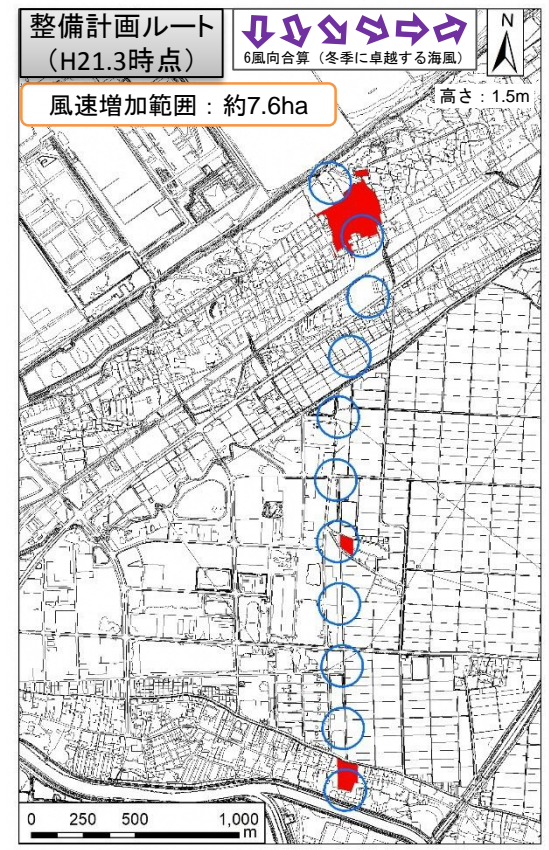 整備計画ルート
（H21.3時点）
6風向合算（冬季に卓越する海風）
N
風速増加範囲：約7.6ha
高さ：1.5m
0 250 500 1,000
m